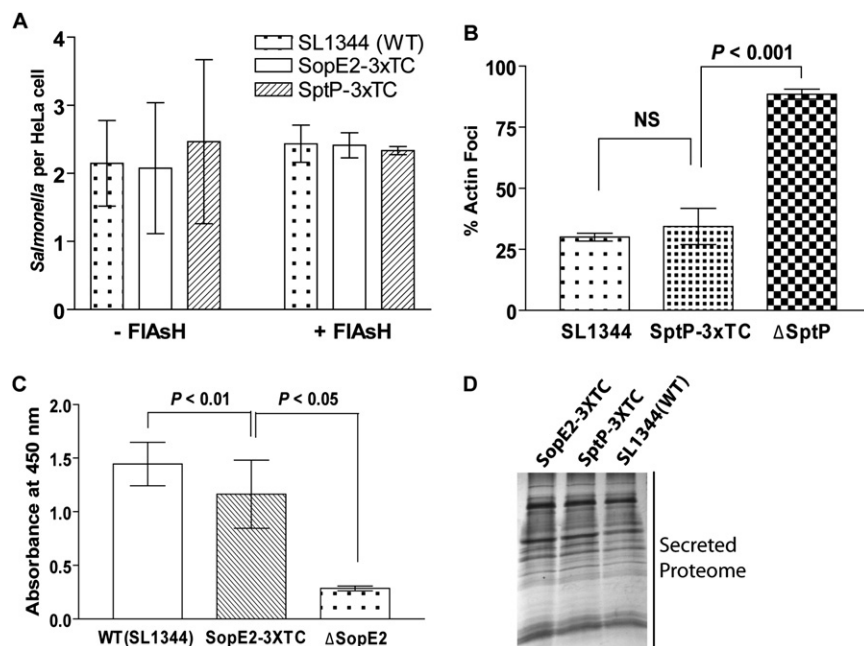 A
SL1344 (WT)
SopE2-3xTC
SptP-3xTC
Salmonella per HeLa cell
4
3
2
1
0
- FlAsH
+ FlAsH
B
P < 0.001
NS
% Actin Foci
100
75
50
25
0
SL1344
SptP-3xTC
ΔSptP
C
P < 0.01
P < 0.05
Absorbance at 450 nm
2.0
1.5
1.0
0.5
0.0
WT(SL1344)
SopE2-3XTC
ΔSopE2
D
SopE2-3XTC
SptP-3XTC
SL1344(WT)
Secreted
Proteome